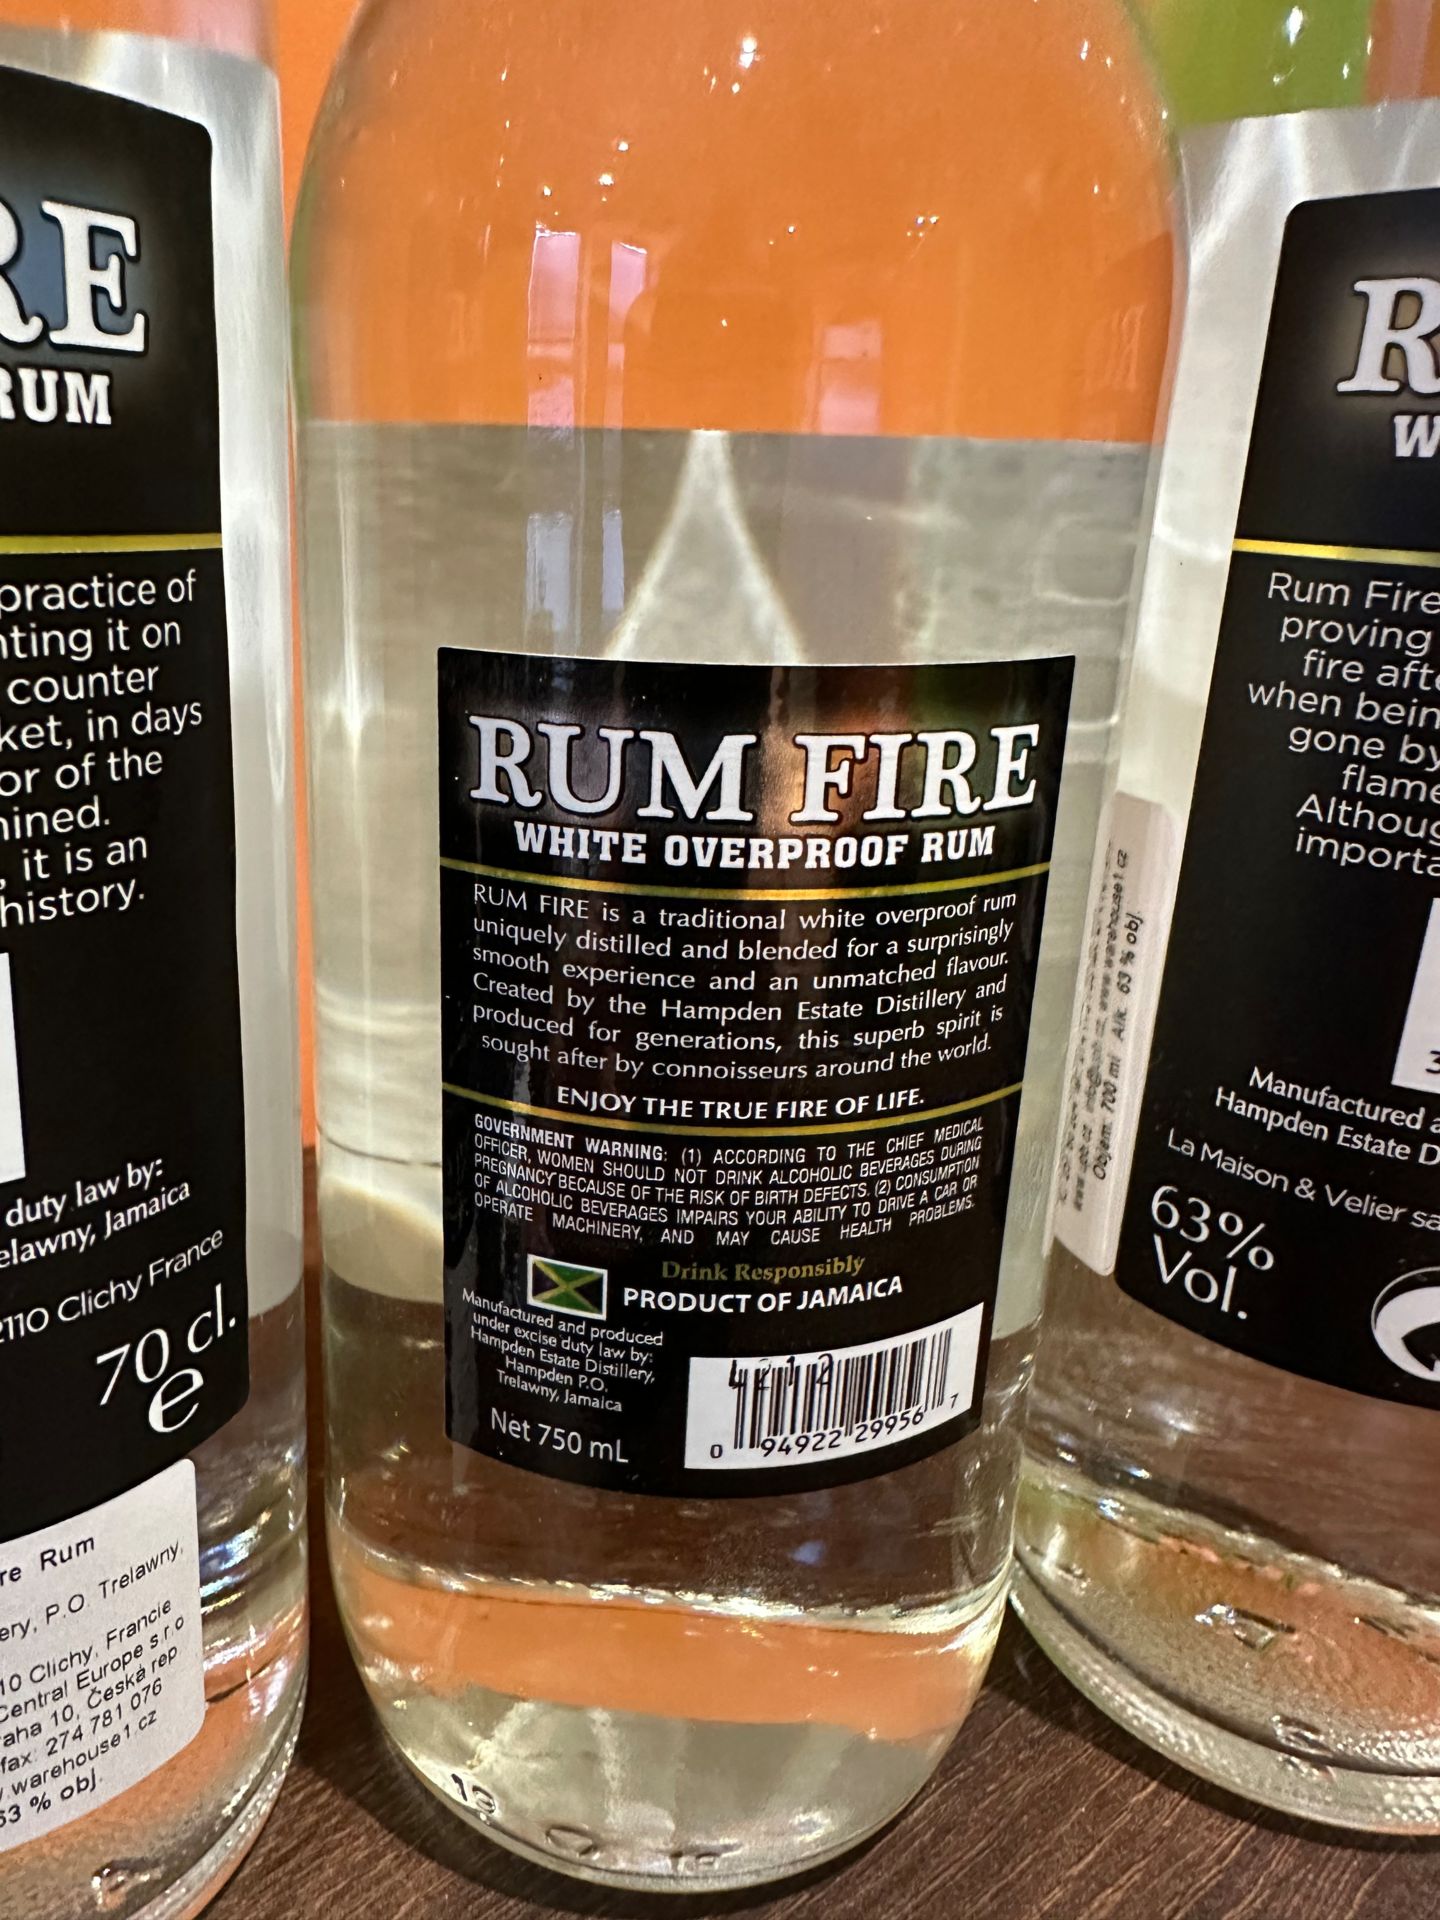 RE
RUM
practice of
nting it on
counter
ket, in days
or of the
nined.
, it is an
history.
duty law by:
elawny, Jamaica
2110 Clichy France
70 cl.
e
re Rum
ery, P.O. Trelawny,
10 Clichy, Francie
Central Europe s.r.o
aha 10, Česká rep
fax: 274 781 076
warehouse1.cz
63 % obj.
RUM FIRE
WHITE OVERPROOF RUM
RUM FIRE is a traditional white overproof rum
uniquely distilled and blended for a surprisingly
smooth experience and an unmatched flavour.
Created by the Hampden Estate Distillery and
produced for generations, this superb spirit is
sought after by connoisseurs around the world.
ENJOY THE TRUE FIRE OF LIFE.
GOVERNMENT WARNING: (1) ACCORDING TO THE CHIEF MEDICAL
OFFICER, WOMEN SHOULD NOT DRINK ALCOHOLIC BEVERAGES DURING
PREGNANCY BECAUSE OF THE RISK OF BIRTH DEFECTS. (2) CONSUMPTION
OF ALCOHOLIC BEVERAGES IMPAIRS YOUR ABILITY TO DRIVE A CAR OR
OPERATE MACHINERY, AND MAY CAUSE HEALTH PROBLEMS.
Drink Responsibly
PRODUCT OF JAMAICA
Manufactured and produced
under excise duty law by:
Hampden Estate Distillery,
Hampden P.O.
Trelawny, Jamaica
Net 750 mL
4212
0 94922 29956 7
13
www.warehouse1.cz
Objem: 700 ml Alk. 63 % obj.
R
W
Rum Fire
proving
fire afte
when bein
gone by
flame
Althoug
importa
3
Manufactured a
Hampden Estate D
La Maison & Velier sa
63%
Vol.